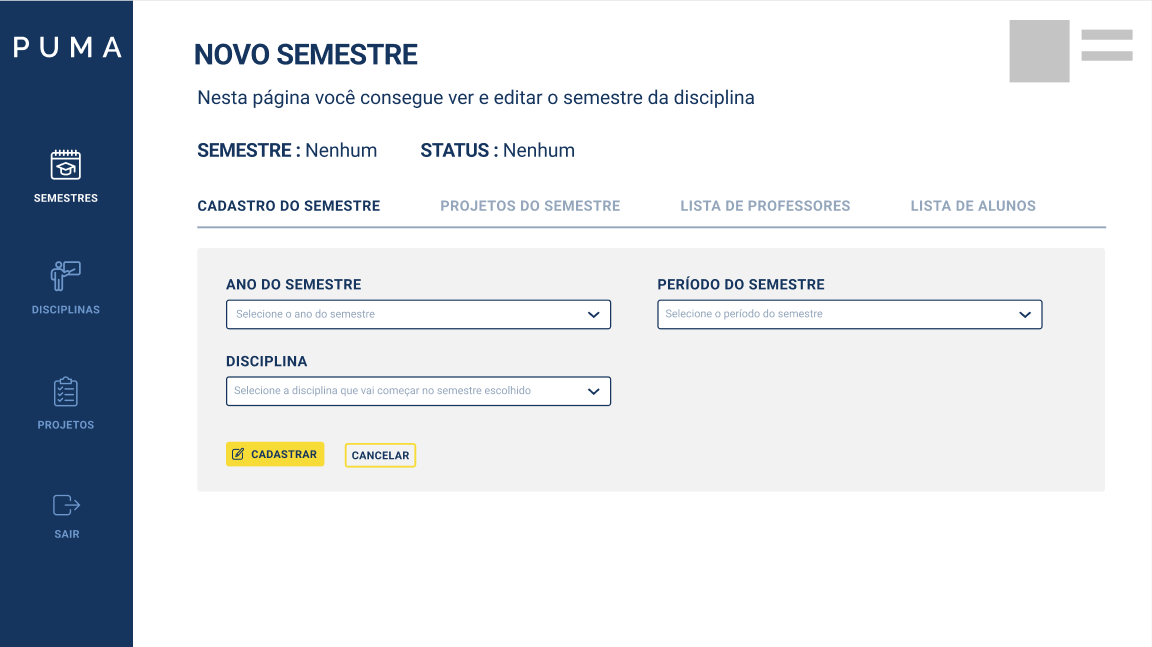 PUMA
SEMESTRES
DISCIPLINAS
PROJETOS
SAIR
NOVO SEMESTRE
Nesta página você consegue ver e editar o semestre da disciplina
SEMESTRE : Nenhum STATUS : Nenhum
CADASTRO DO SEMESTRE PROJETOS DO SEMESTRE LISTA DE PROFESSORES LISTA DE ALUNOS
ANO DO SEMESTRE PERÍODO DO SEMESTRE
Selecione o ano do semestre Selecione o período do semestre
DISCIPLINA
Selecione a disciplina que vai começar no semestre escolhido
CADASTRAR CANCELAR